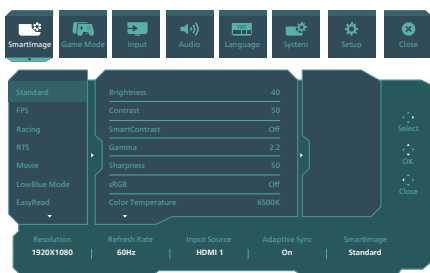 SmartImage
Game Mode
Input
Audio
TXT
Language
System
Setup
Close
Standard
FPS
Racing
RTS
Movie
LowBlue Mode
EasyRead
Brightness 40
Contrast 50
SmartContrast Off
Gamma 2.2
Sharpness 50
sRGB Off
Color Temperature 6500K
Select
OK
Close
Resolution Refresh Rate Input Source Adaptive Sync SmartImage
1920X1080 | 60Hz | HDMI 1 | On | Standard